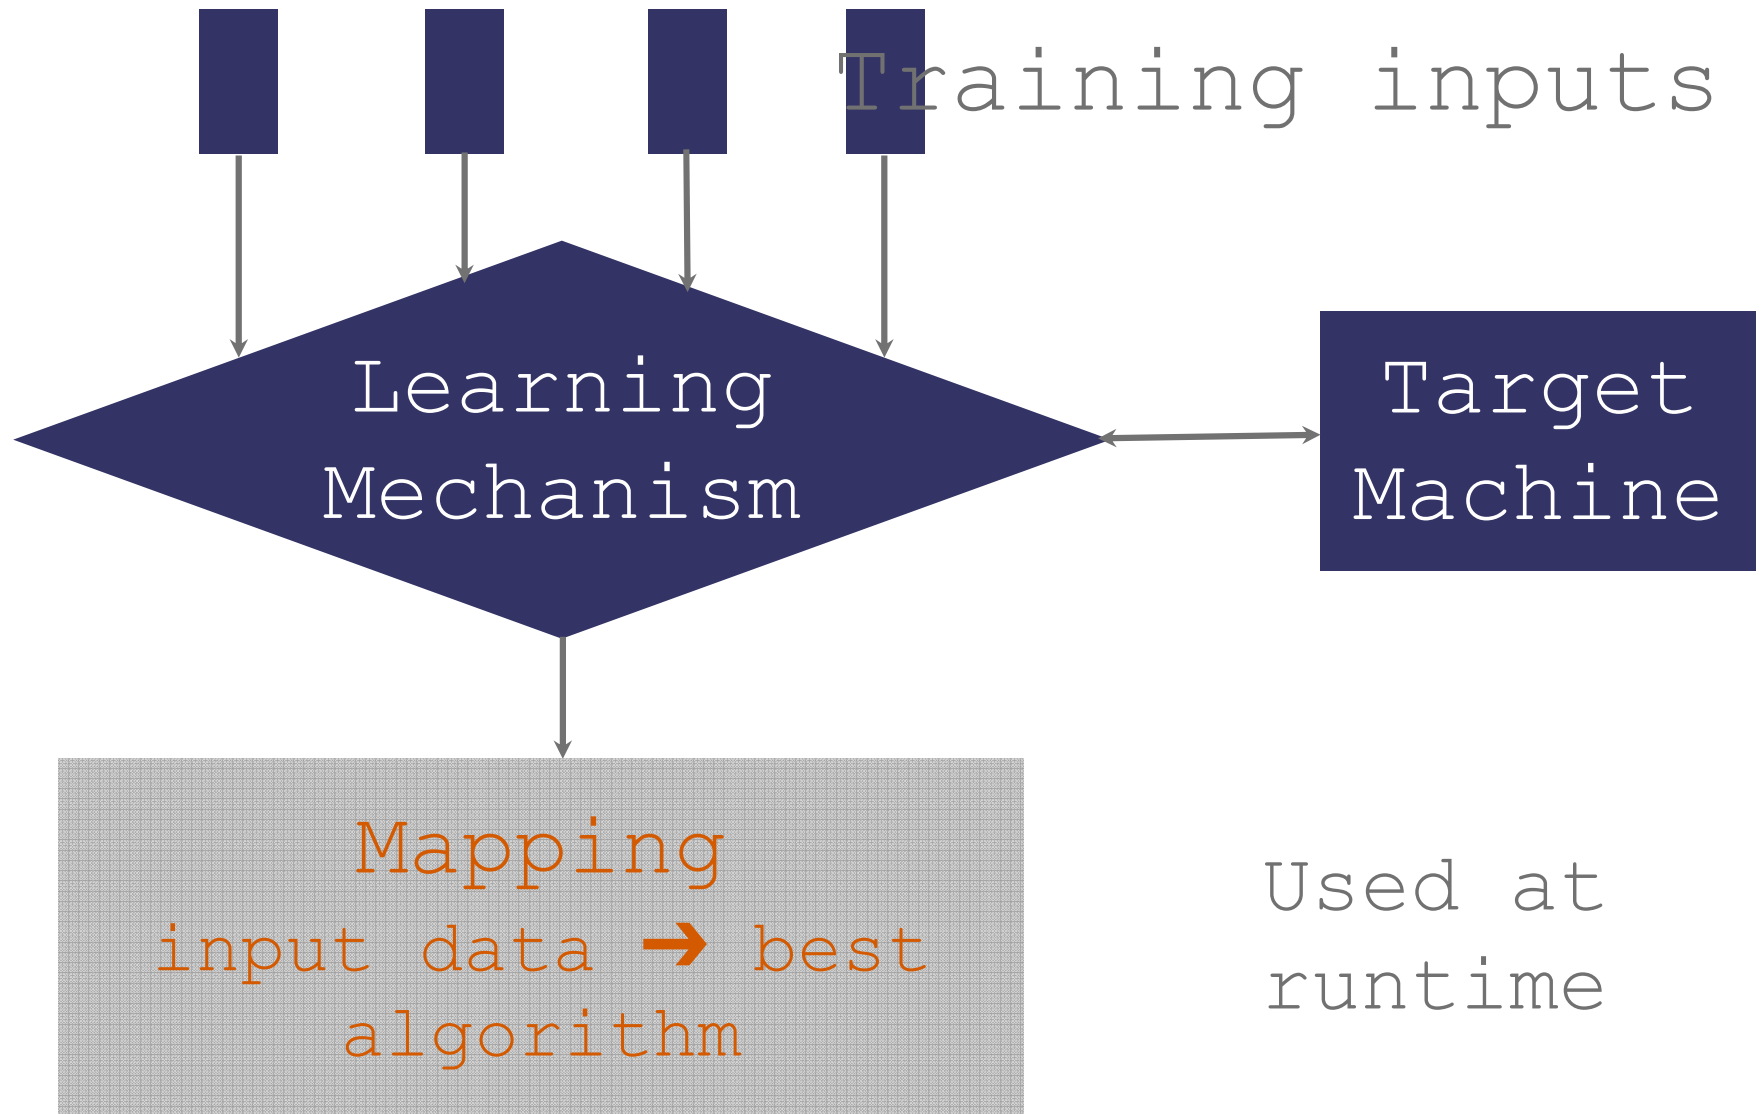 Training inputs
Learning
Mechanism
Target
Machine
Mapping
input data ➔ best
algorithm
Used at
runtime